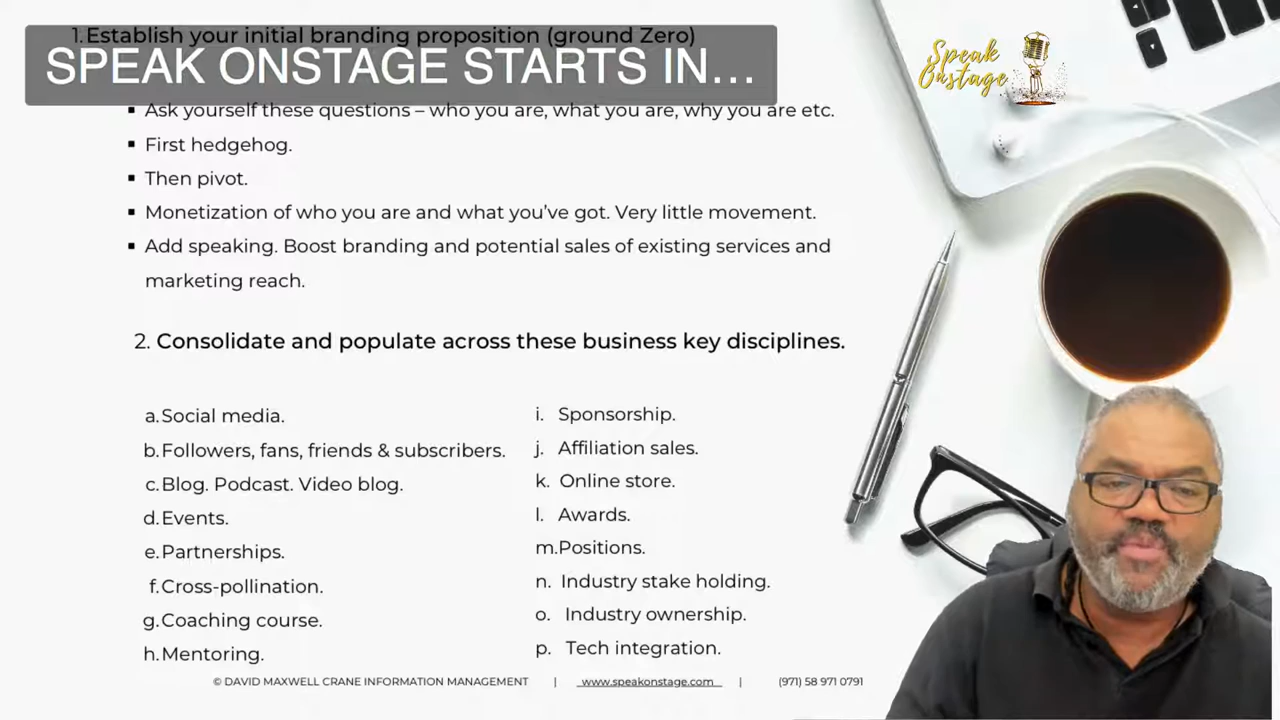 1. Establish your initial branding proposition (ground Zero)
SPEAK ONSTAGE STARTS IN...
Speak
Onstage
▪ Ask yourself these questions – who you are, what you are, why you are etc.
▪ First hedgehog.
▪ Then pivot.
▪ Monetization of who you are and what you've got. Very little movement.
▪ Add speaking. Boost branding and potential sales of existing services and
marketing reach.
2. Consolidate and populate across these business key disciplines.
a. Social media.
b. Followers, fans, friends & subscribers.
c. Blog. Podcast. Video blog.
d. Events.
e. Partnerships.
f. Cross-pollination.
g. Coaching course.
h. Mentoring.
i. Sponsorship.
j. Affiliation sales.
k. Online store.
l. Awards.
m. Positions.
n. Industry stake holding.
o. Industry ownership.
p. Tech integration.
© DAVID MAXWELL CRANE INFORMATION MANAGEMENT | www.speakonstage.com | (971) 58 971 0791